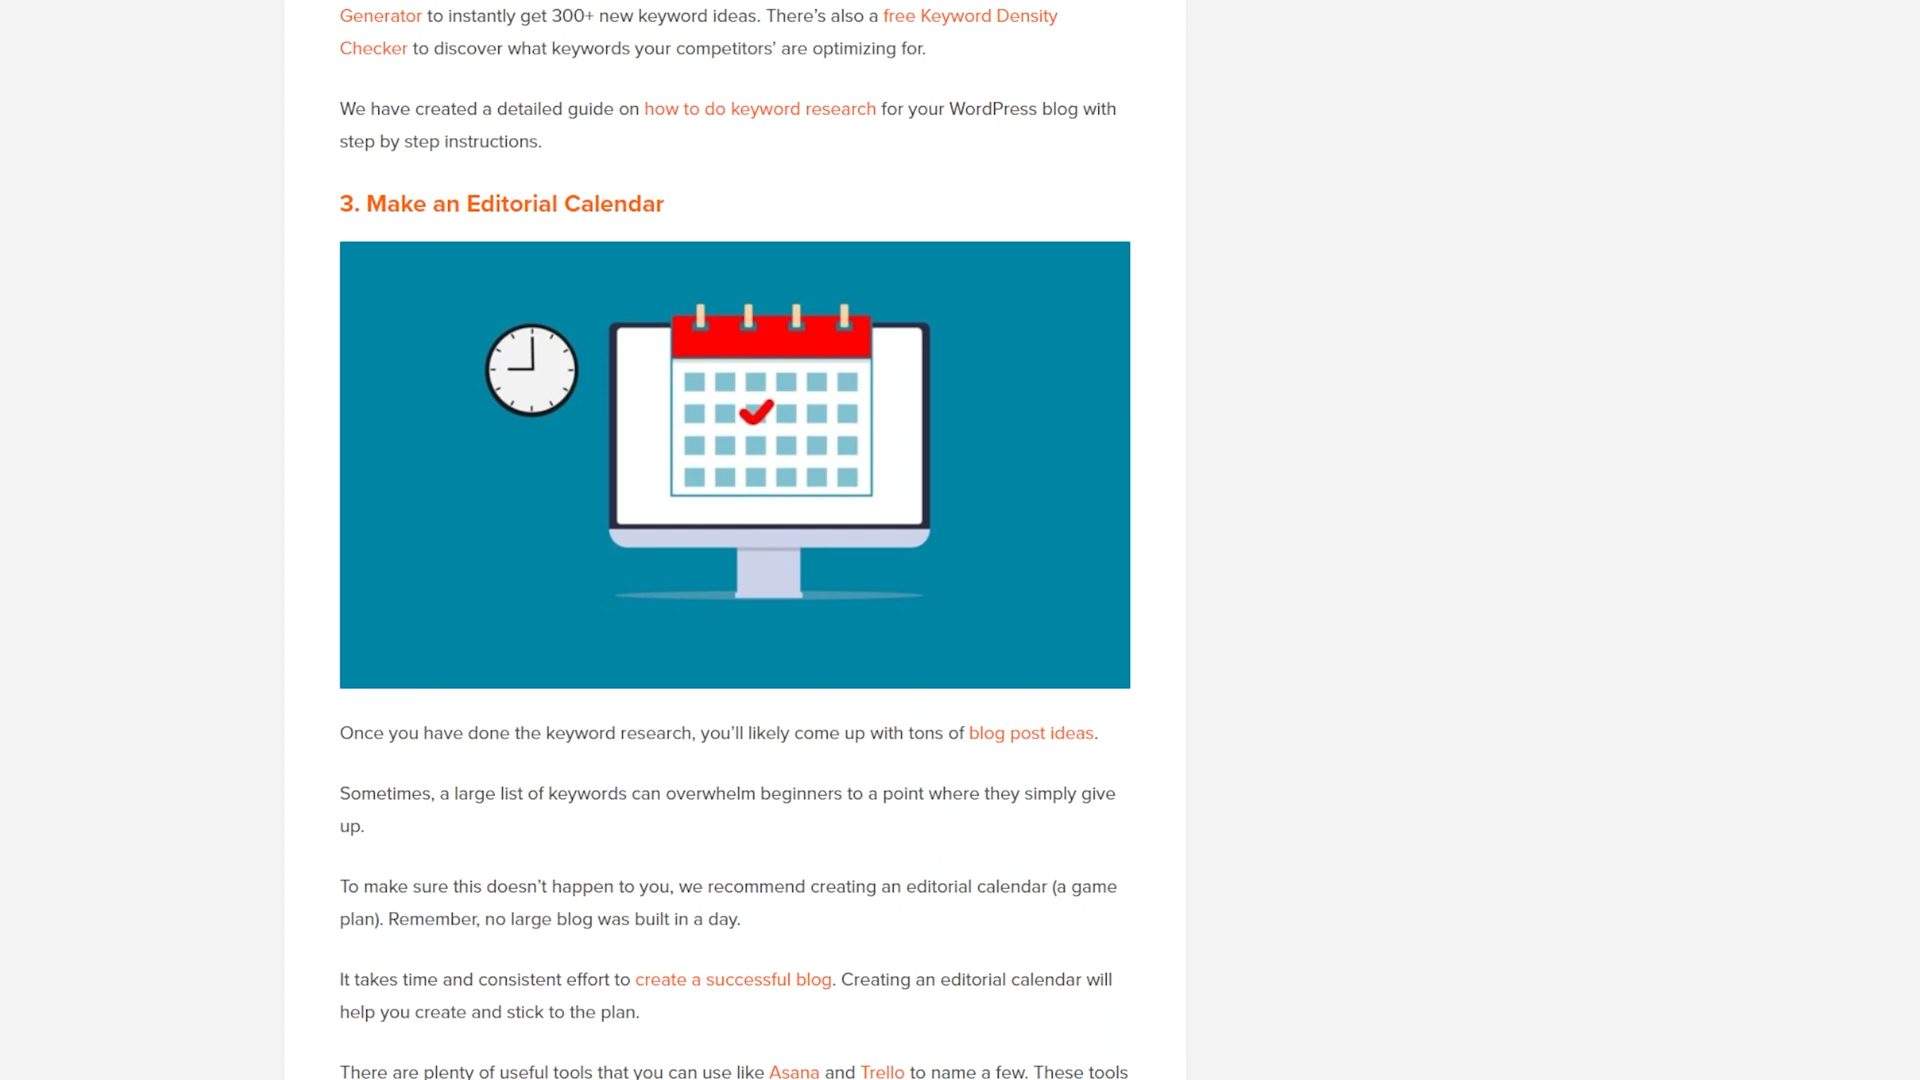 Generator to instantly get 300+ new keyword ideas. There’s also a free Keyword Density
Checker to discover what keywords your competitors’ are optimizing for.
We have created a detailed guide on how to do keyword research for your WordPress blog with
step by step instructions.
3. Make an Editorial Calendar
Once you have done the keyword research, you’ll likely come up with tons of blog post ideas.
Sometimes, a large list of keywords can overwhelm beginners to a point where they simply give
up.
To make sure this doesn’t happen to you, we recommend creating an editorial calendar (a game
plan). Remember, no large blog was built in a day.
It takes time and consistent effort to create a successful blog. Creating an editorial calendar will
help you create and stick to the plan.
There are plenty of useful tools that you can use like Asana and Trello to name a few. These tools